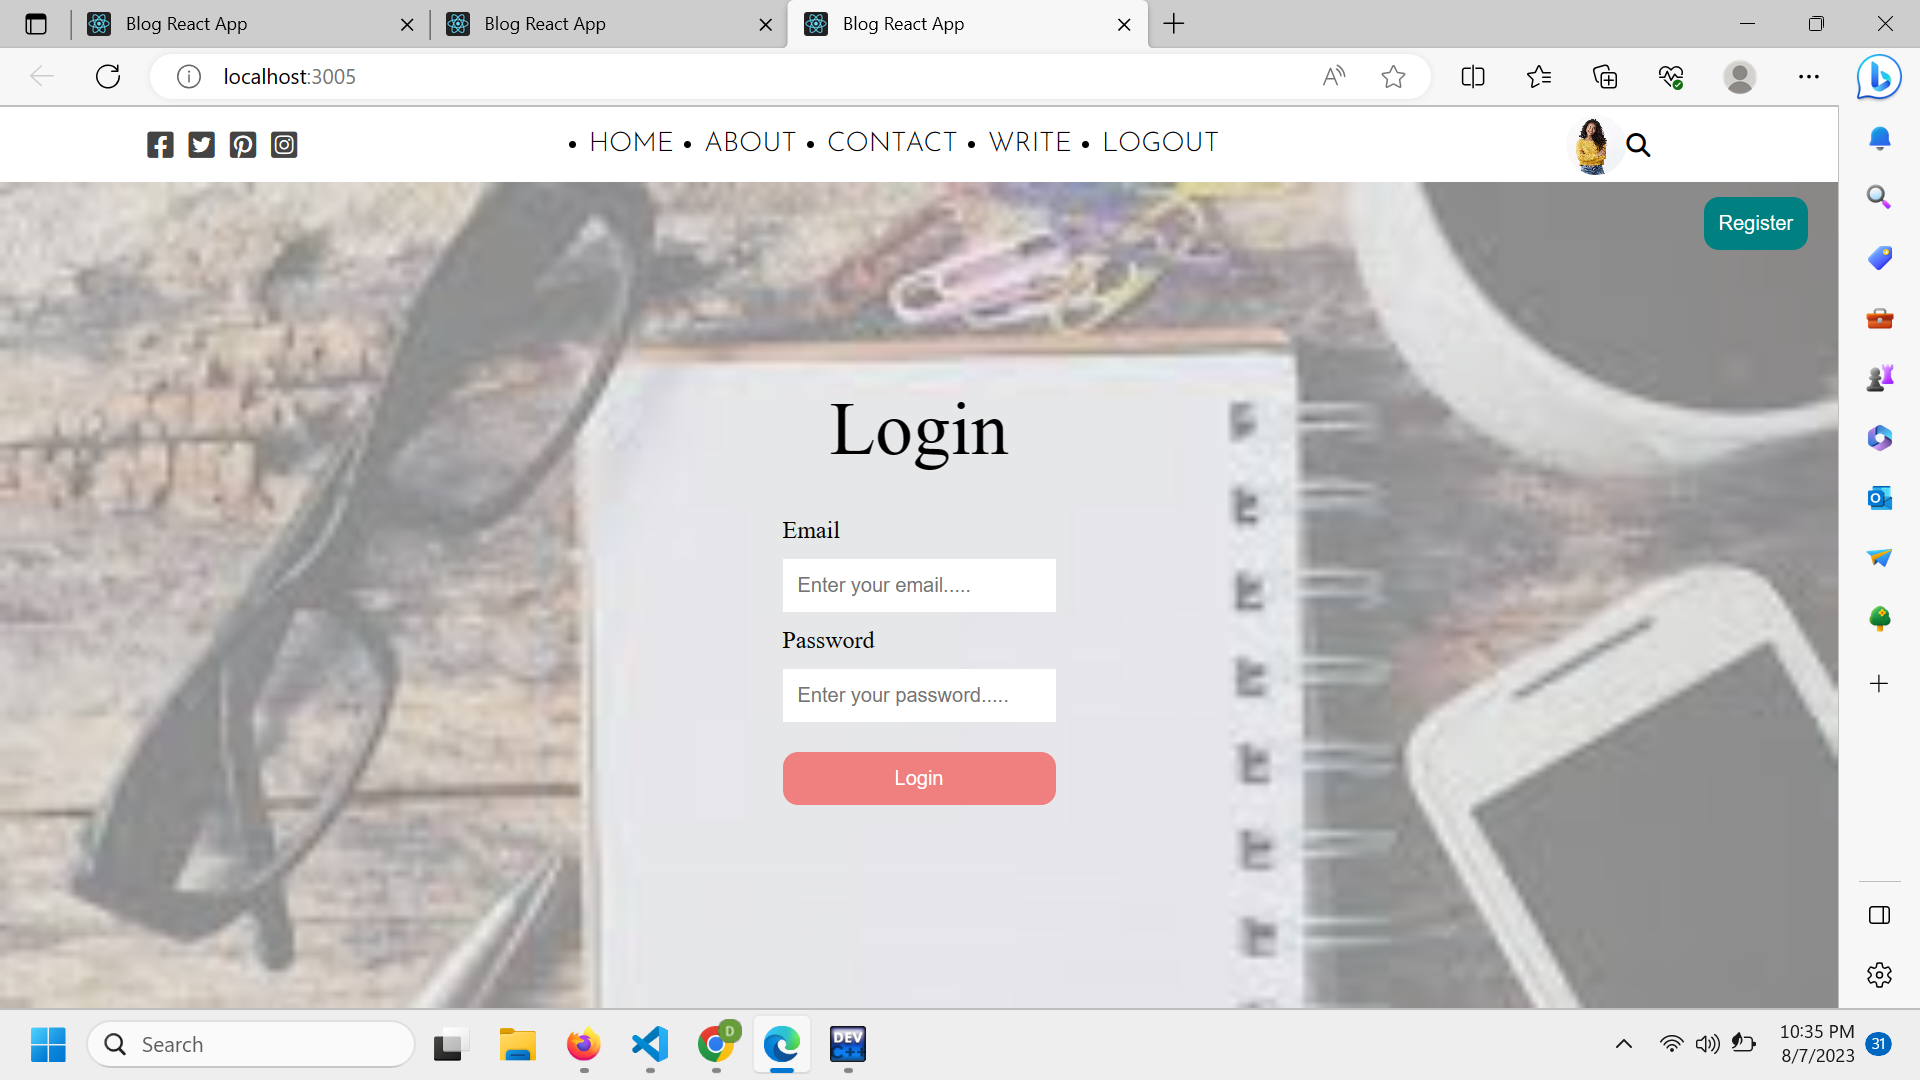 Blog React App
Blog React App
Blog React App
localhost:3005
• HOME • ABOUT • CONTACT • WRITE • LOGOUT
Register
Login
Email
Enter your email.....
Password
Enter your password.....
Login
Search
D
DEV
C++
10:35 PM
8/7/2023
31